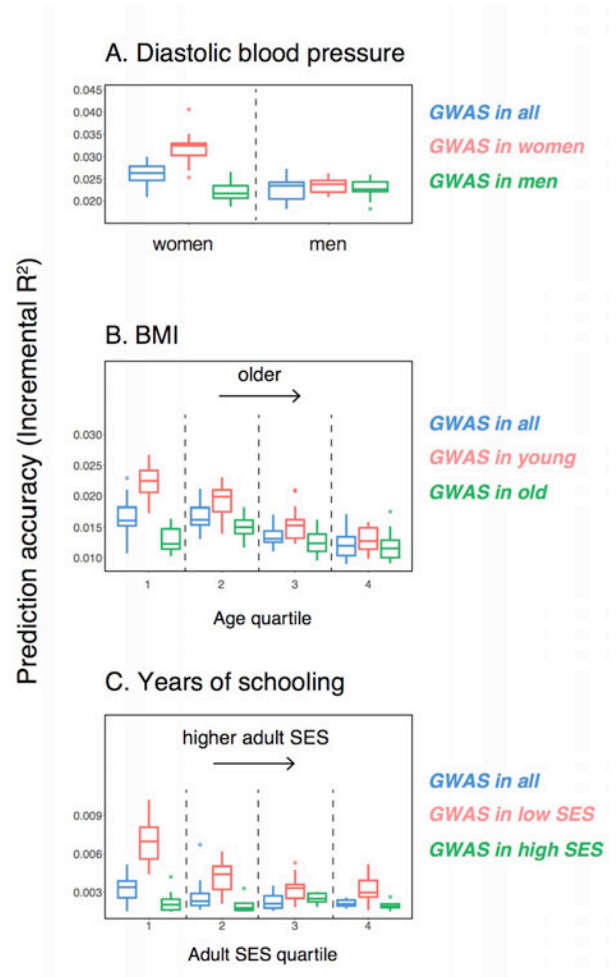 A. Diastolic blood pressure
0.045
0.040
0.035
0.030
0.025
0.020
women men
GWAS in all
GWAS in women
GWAS in men
Prediction accuracy (Incremental R²)
B. BMI
older
0.030
0.025
0.020
0.015
0.010
1 2 3 4
Age quartile
GWAS in all
GWAS in young
GWAS in old
C. Years of schooling
higher adult SES
0.009
0.006
0.003
1 2 3 4
Adult SES quartile
GWAS in all
GWAS in low SES
GWAS in high SES